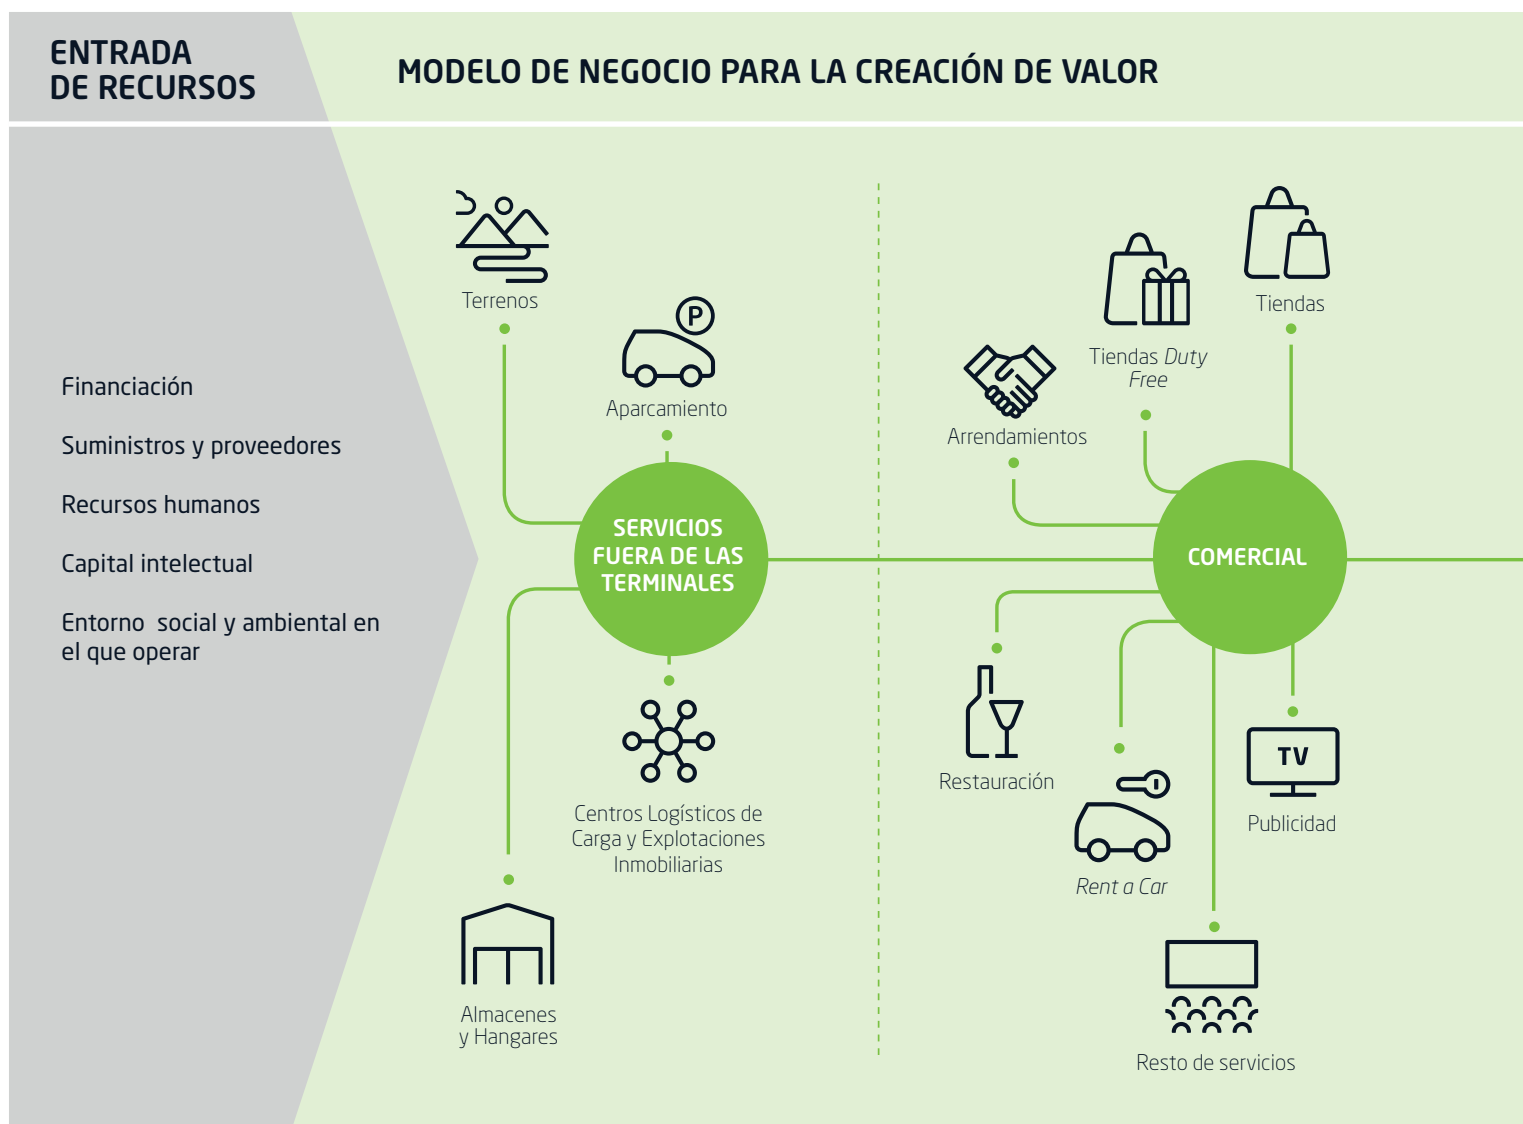 ENTRADA
DE RECURSOS
MODELO DE NEGOCIO PARA LA CREACIÓN DE VALOR
Financiación
Suministros y proveedores
Recursos humanos
Capital intelectual
Entorno social y ambiental en
el que operar
Terrenos
P
Aparcamiento
SERVICIOS
FUERA DE LAS
TERMINALES
Centros Logísticos de
Carga y Explotaciones
Inmobiliarias
Almacenes
y Hangares
Tiendas
Tiendas Duty
Free
Arrendamientos
COMERCIAL
Restauración
Rent a Car
TV
Publicidad
Resto de servicios